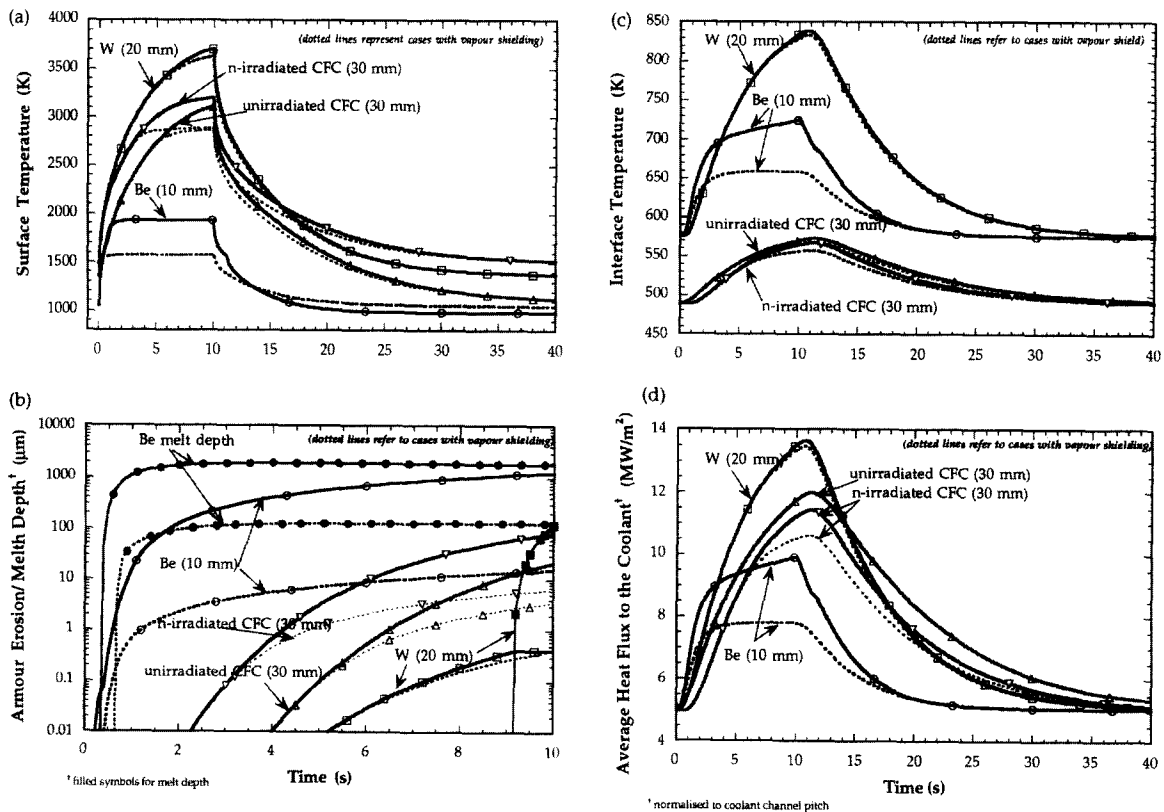 (a)
(dotted lines represent cases with vapour shielding)
W (20 mm)
n-irradiated CFC (30 mm)
unirradiated CFC (30 mm)
Be (10 mm)
Surface Temperature (K)
4000
3500
3000
2500
2000
1500
1000
0 5 10 15 20 25 30 35 40
(b)
(dotted lines refer to cases with vapour shielding)
Be melt depth
Be (10 mm)
n-irradiated CFC (30 mm)
unirradiated CFC (30 mm)
W (20 mm)
Armour Erosion/ Melth Depth† (μm)
10000
1000
100
10
1
0.1
0.01
0 2 4 6 8 10
Time (s)
† filled symbols for melt depth
(c)
(dotted lines refer to cases with vapour shield)
W (20 mm)
Be (10 mm)
unirradiated CFC (30 mm)
n-irradiated CFC (30 mm)
Interface Temperature (K)
850
800
750
700
650
600
550
500
450
0 5 10 15 20 25 30 35 40
(d)
(dotted lines refer to cases with vapour shielding)
W (20 mm)
unirradiated CFC (30 mm)
n-irradiated CFC (30 mm)
Be (10 mm)
Average Heat Flux to the Coolant† (MW/m²)
14
12
10
8
6
4
0 5 10 15 20 25 30 35 40
Time (s)
† normalised to coolant channel pitch